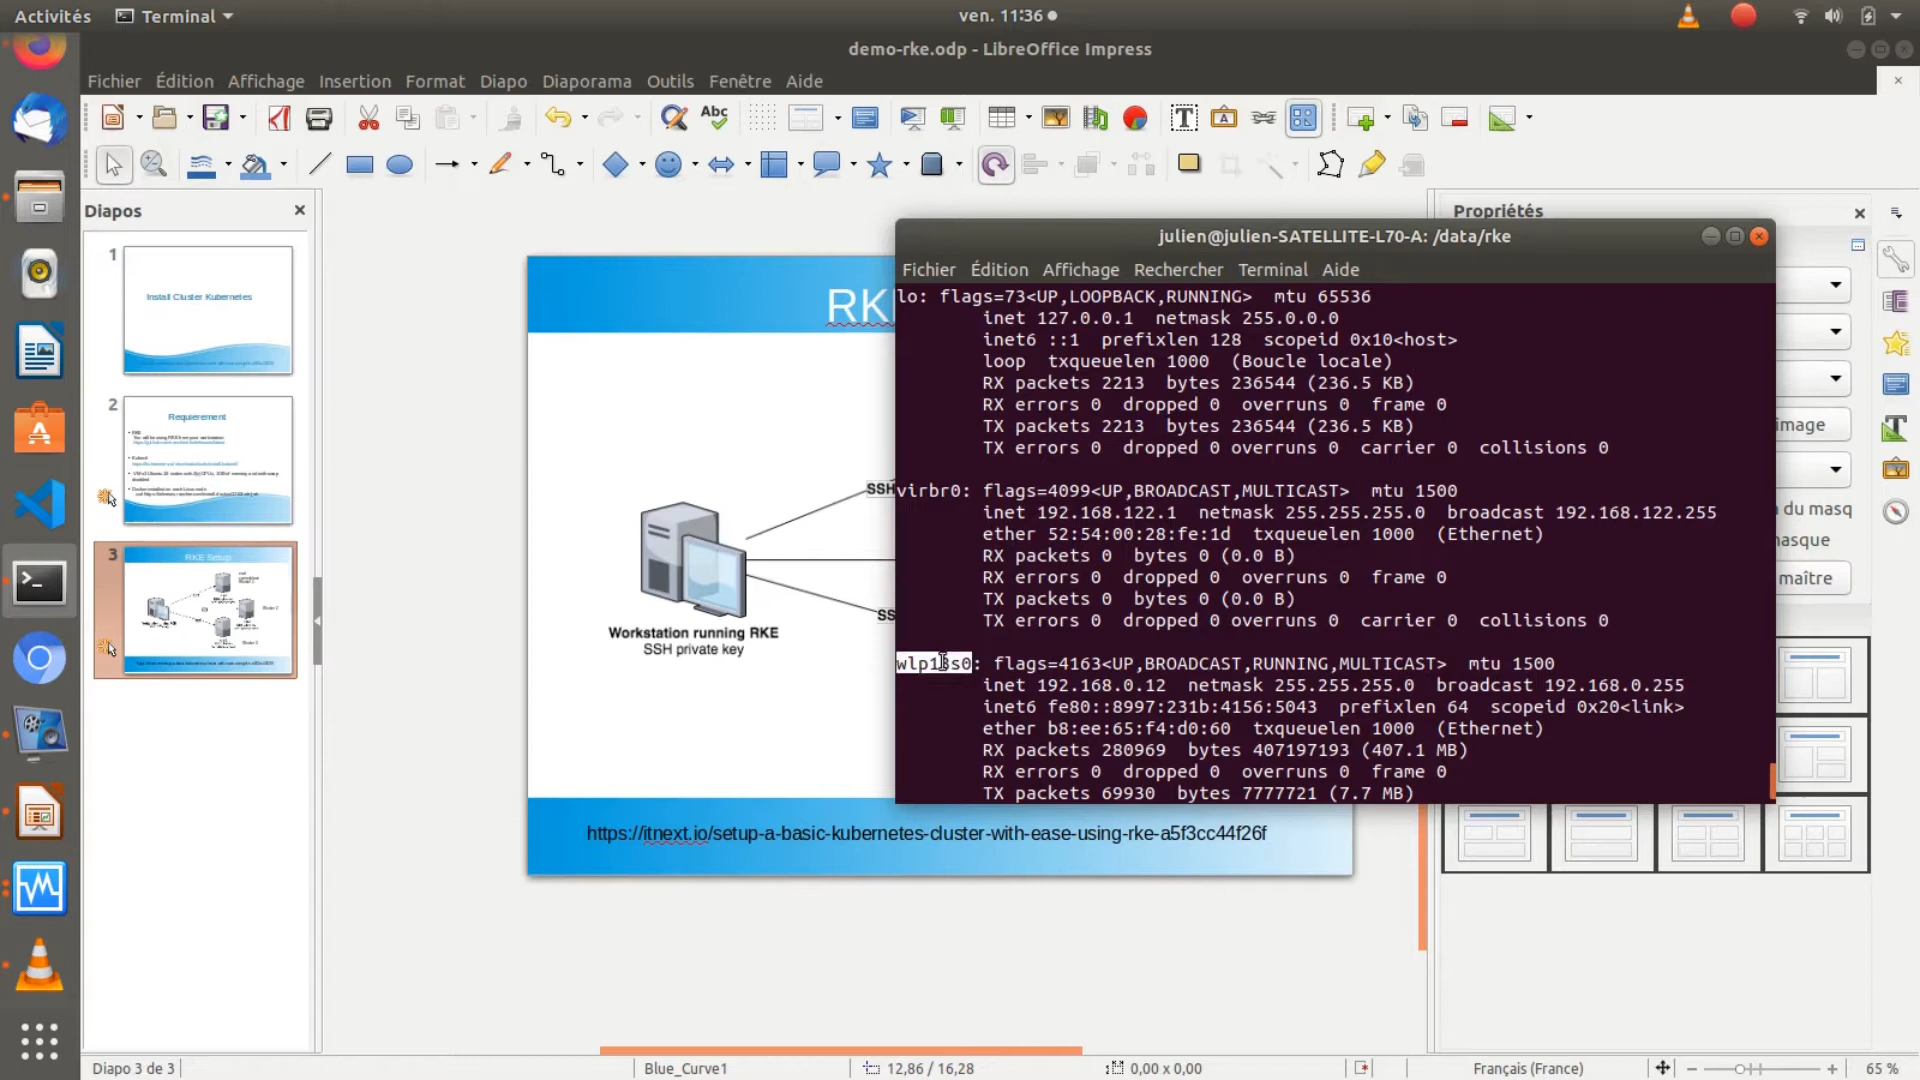 Activités
Terminal
ven. 11:36
demo-rke.odp - LibreOffice Impress
Fichier Édition Affichage Insertion Format Diapo Diaporama Outils Fenêtre Aide
Abc
Diapos
1
Install Cluster Kubernetes
2
Requierement
3
RKE Setup
RKE
SSH
SSH
Workstation running RKE
SSH private key
https://itnext.io/setup-a-basic-kubernetes-cluster-with-ease-using-rke-a5f3cc44f26f
Propriétés
image
du masq
masque
maître
julien@julien-SATELLITE-L70-A: /data/rke
Fichier Édition Affichage Rechercher Terminal Aide
lo: flags=73<UP,LOOPBACK,RUNNING> mtu 65536
inet 127.0.0.1 netmask 255.0.0.0
inet6 ::1 prefixlen 128 scopeid 0x10<host>
loop txqueuelen 1000 (Boucle locale)
RX packets 2213 bytes 236544 (236.5 KB)
RX errors 0 dropped 0 overruns 0 frame 0
TX packets 2213 bytes 236544 (236.5 KB)
TX errors 0 dropped 0 overruns 0 carrier 0 collisions 0
virbr0: flags=4099<UP,BROADCAST,MULTICAST> mtu 1500
inet 192.168.122.1 netmask 255.255.255.0 broadcast 192.168.122.255
ether 52:54:00:28:fe:1d txqueuelen 1000 (Ethernet)
RX packets 0 bytes 0 (0.0 B)
RX errors 0 dropped 0 overruns 0 frame 0
TX packets 0 bytes 0 (0.0 B)
TX errors 0 dropped 0 overruns 0 carrier 0 collisions 0
wlp13s0: flags=4163<UP,BROADCAST,RUNNING,MULTICAST> mtu 1500
inet 192.168.0.12 netmask 255.255.255.0 broadcast 192.168.0.255
inet6 fe80::8997:231b:4156:5043 prefixlen 64 scopeid 0x20<link>
ether b8:ee:65:f4:d0:60 txqueuelen 1000 (Ethernet)
RX packets 280969 bytes 407197193 (407.1 MB)
RX errors 0 dropped 0 overruns 0 frame 0
TX packets 69930 bytes 7777721 (7.7 MB)
Diapo 3 de 3
Blue_Curve1
12,86 / 16,28
0,00 x 0,00
Français (France)
65 %